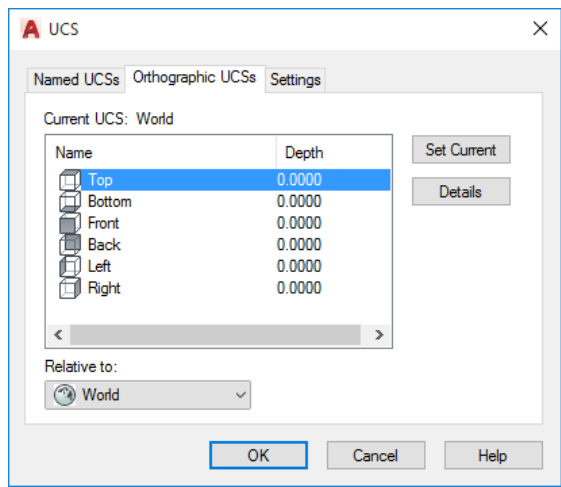 UCS
Named UCSs Orthographic UCSs Settings
Current UCS: World
Name Depth
Top 0.0000
Bottom 0.0000
Front 0.0000
Back 0.0000
Left 0.0000
Right 0.0000
Set Current
Details
Relative to:
World
OK Cancel Help